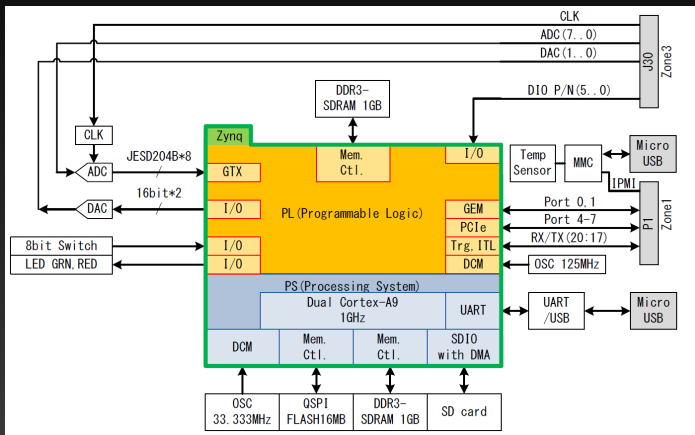 CLK
ADC(7..0)
DAC(1..0)
DIO P/N(5..0)
J30
Zone3
DDR3-
SDRAM 1GB
Zynq
CLK
ADC
JESD204B*8
GTX
Mem.
Ctl.
I/O
Temp
Sensor
MMC
Micro
USB
IPMI
DAC
16bit*2
I/O
PL(Programmable Logic)
GEM
PCIe
Trg,ITL
DCM
Port 0,1
Port 4-7
RX/TX(20:17)
OSC 125MHz
P1
Zone1
8bit Switch
LED GRN,RED
I/O
I/O
PS(Processing System)
Dual Cortex-A9
1GHz
UART
UART
/USB
Micro
USB
DCM
Mem.
Ctl.
Mem.
Ctl.
SDIO
with DMA
OSC
33.333MHz
QSPI
FLASH16MB
DDR3-
SDRAM 1GB
SD card